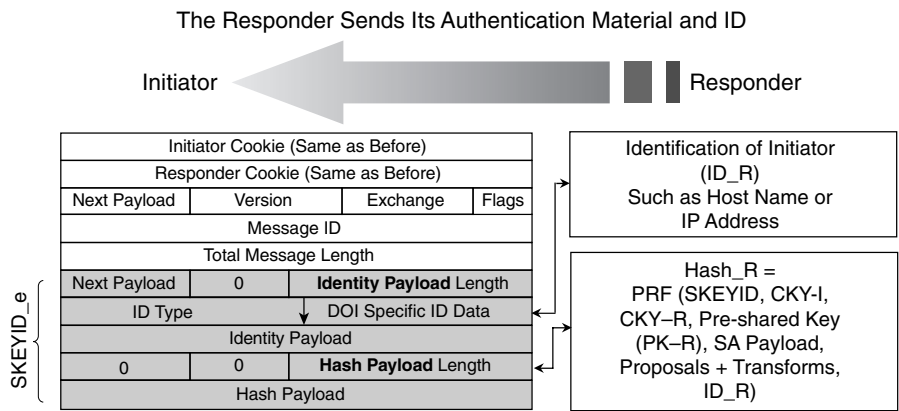 The Responder Sends Its Authentication Material and ID
Initiator
Responder
Initiator Cookie (Same as Before)
Responder Cookie (Same as Before)
Next Payload Version Exchange Flags
Message ID
Total Message Length
Next Payload 0 Identity Payload Length
ID Type DOI Specific ID Data
Identity Payload
0 0 Hash Payload Length
Hash Payload
SKEYID_e
Identification of Initiator
(ID_R)
Such as Host Name or
IP Address
Hash_R =
PRF (SKEYID, CKY-I,
CKY–R, Pre-shared Key
(PK–R), SA Payload,
Proposals + Transforms,
ID_R)